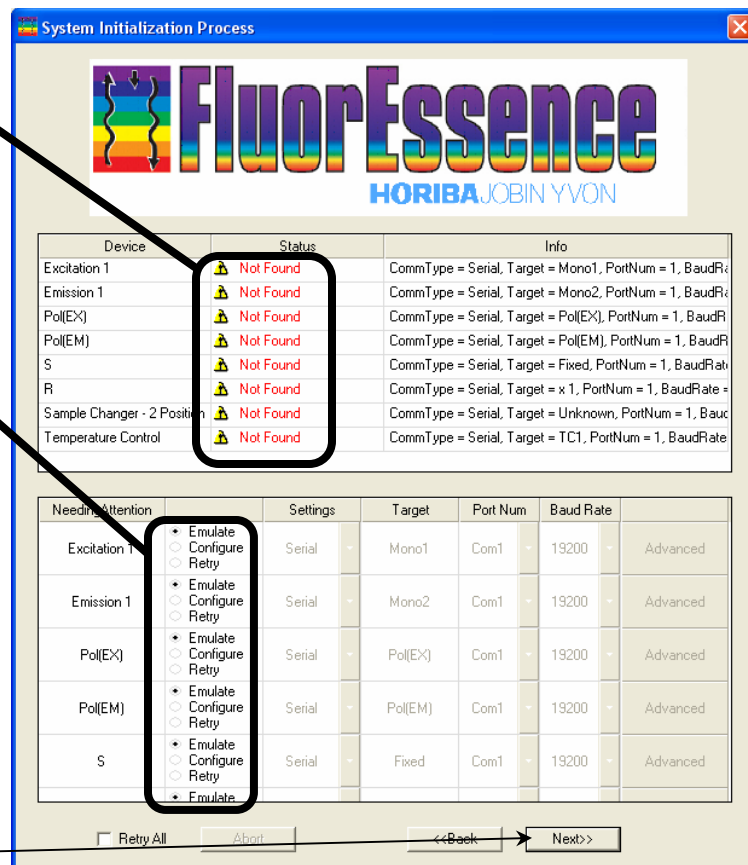 System Initialization Process
FluorEssence
HORIBA JOBIN YVON
Device Status Info
Excitation 1 Not Found CommType = Serial, Target = Mono1, PortNum = 1, BaudRa
Emission 1 Not Found CommType = Serial, Target = Mono2, PortNum = 1, BaudRa
Pol(EX) Not Found CommType = Serial, Target = Pol(EX), PortNum = 1, BaudR
Pol(EM) Not Found CommType = Serial, Target = Pol(EM), PortNum = 1, BaudR
S Not Found CommType = Serial, Target = Fixed, PortNum = 1, BaudRat
R Not Found CommType = Serial, Target = x 1, PortNum = 1, BaudRate =
Sample Changer - 2 Position Not Found CommType = Serial, Target = Unknown, PortNum = 1, Baud
Temperature Control Not Found CommType = Serial, Target = TC1, PortNum = 1, BaudRate
NeedingAttention Settings Target Port Num Baud Rate
Emulate
Excitation 1 Configure Serial Mono1 Com1 19200 Advanced
Retry
Emulate
Emission 1 Configure Serial Mono2 Com1 19200 Advanced
Retry
Emulate
Pol(EX) Configure Serial Pol(EX) Com1 19200 Advanced
Retry
Emulate
Pol(EM) Configure Serial Pol(EM) Com1 19200 Advanced
Retry
Emulate
S Configure Serial Fixed Com1 19200 Advanced
Retry
Emulate
Retry All Abort <<Back Next>>